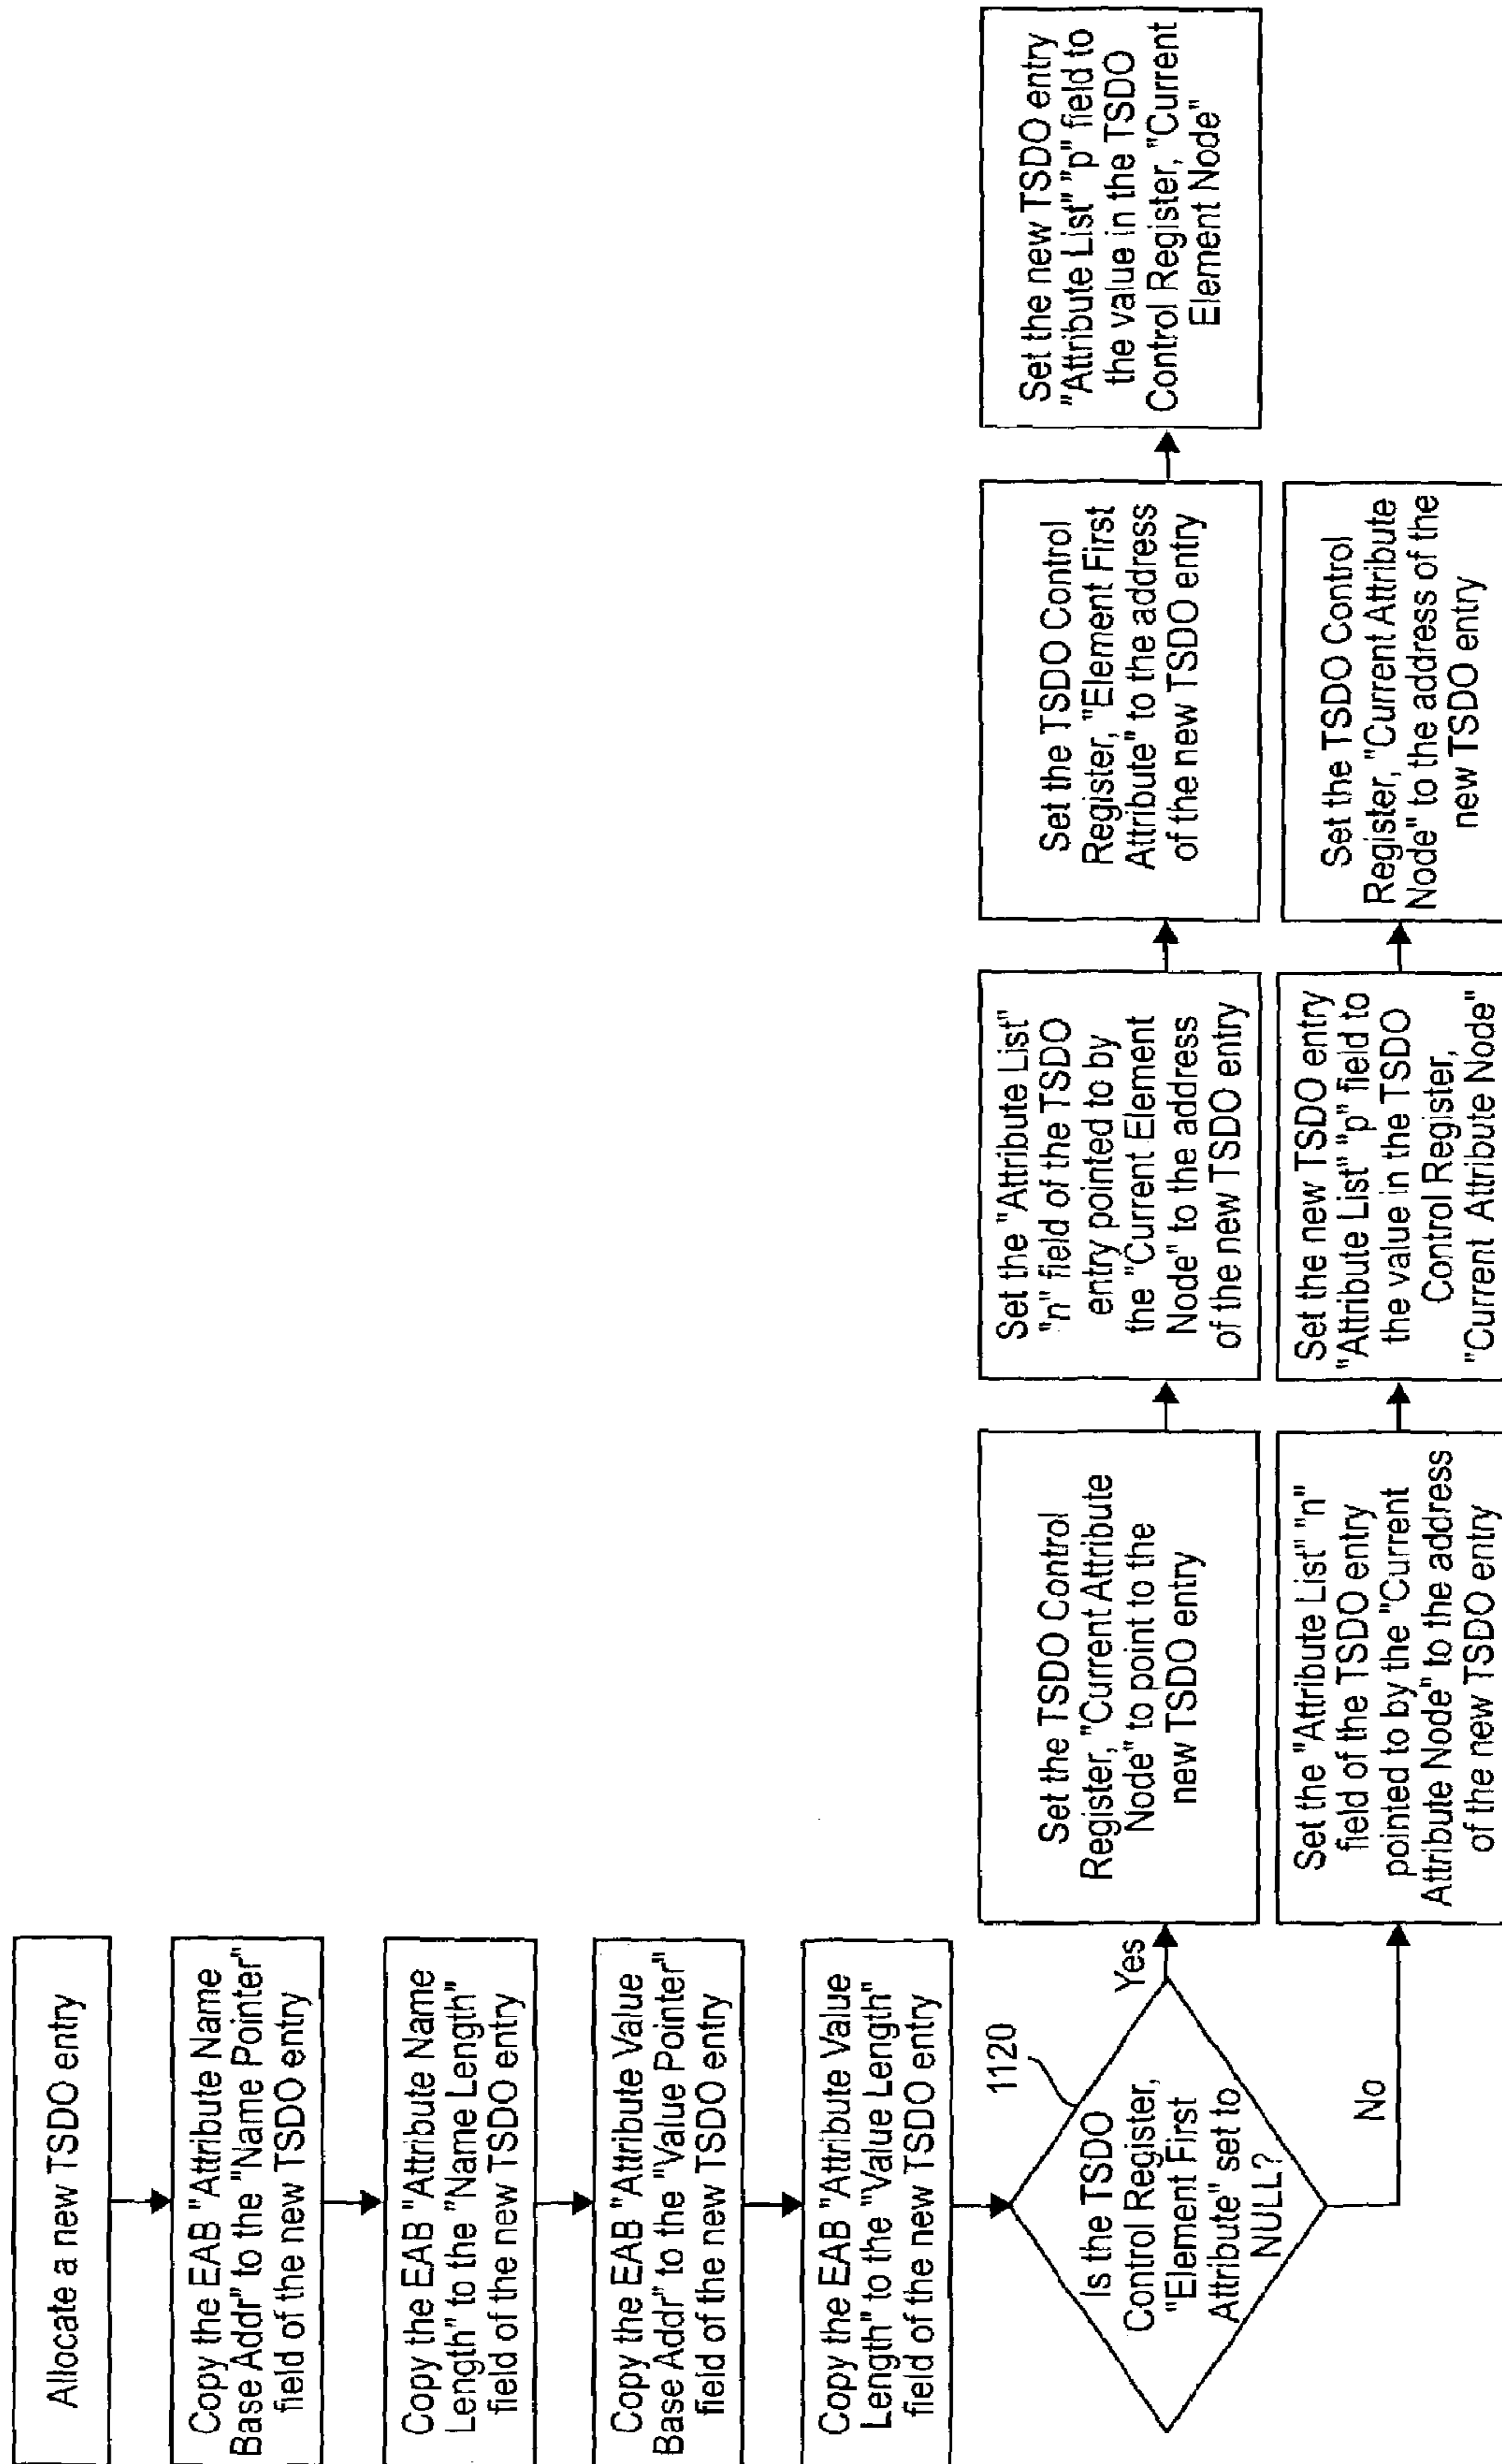 Allocate a new TSDO entry
Copy the EAB "Attribute Name
Base Addr" to the "Name Pointer"
field of the new TSDO entry
Copy the EAB "Attribute Name
Length" to the "Name Length"
field of the new TSDO entry
Copy the EAB "Attribute Value
Base Addr" to the "Value Pointer"
field of the new TSDO entry
Copy the EAB "Attribute Value
Length" to the "Value Length"
field of the new TSDO entry
1120
Is the TSDO
Control Register,
"Element First
Attribute" set to
NULL?
Yes
Set the TSDO Control
Register, "Current Attribute
Node" to point to the
new TSDO entry
Set the "Attribute List"
"n" field of the TSDO
entry pointed to by
the "Current Element
Node" to the address
of the new TSDO entry
Set the TSDO Control
Register, "Element First
Attribute" to the address
of the new TSDO entry
Set the new TSDO entry
"Attribute List" "p" field to
the value in the TSDO
Control Register, "Current
Element Node"
No
Set the "Attribute List" "n"
field of the TSDO entry
pointed to by the "Current
Attribute Node" to the address
of the new TSDO entry
Set the new TSDO entry
"Attribute List" "p" field to
the value in the TSDO
Control Register,
"Current Attribute Node"
Set the TSDO Control
Register, "Current Attribute
Node" to the address of the
new TSDO entry